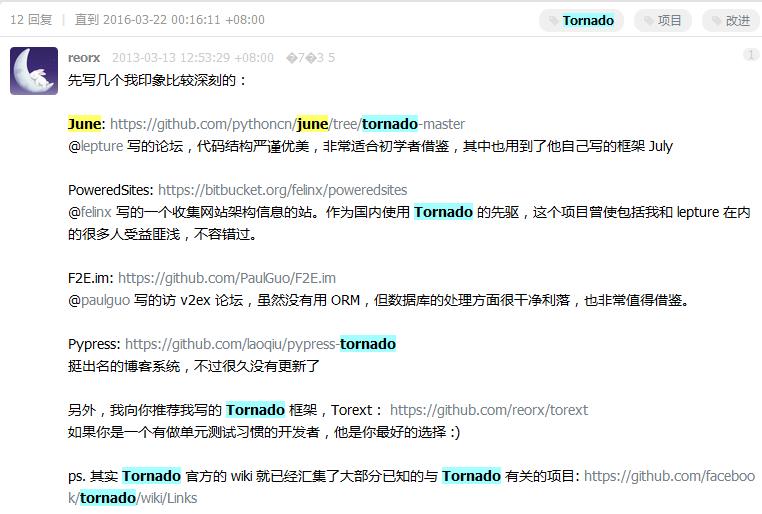 12 回复 | 直到 2016-03-22 00:16:11 +08:00
Tornado
项目
改进
reorx 2013-03-13 12:53:29 +08:00 �7�3 5
1
先写几个我印象比较深刻的：
June: https://github.com/pythoncn/june/tree/tornado-master
@lepture 写的论坛，代码结构严谨优美，非常适合初学者借鉴，其中也用到了他自己写的框架 July
PoweredSites: https://bitbucket.org/felinx/poweredsites
@felinx 写的一个收集网站架构信息的站。作为国内使用 Tornado 的先驱，这个项目曾使包括我和 lepture 在内
的很多人受益匪浅，不容错过。
F2E.im: https://github.com/PaulGuo/F2E.im
@paulguo 写的访 v2ex 论坛，虽然没有用 ORM，但数据库的处理方面很干净利落，也非常值得借鉴。
Pypress: https://github.com/laoqiu/pypress-tornado
挺出名的博客系统，不过很久没有更新了
另外，我向你推荐我写的 Tornado 框架，Torext： https://github.com/reorx/torext
如果你是一个有做单元测试习惯的开发者，他是你最好的选择 :)
ps. 其实 Tornado 官方的 wiki 就已经汇集了大部分已知的与 Tornado 有关的项目: https://github.com/faceboo
k/tornado/wiki/Links